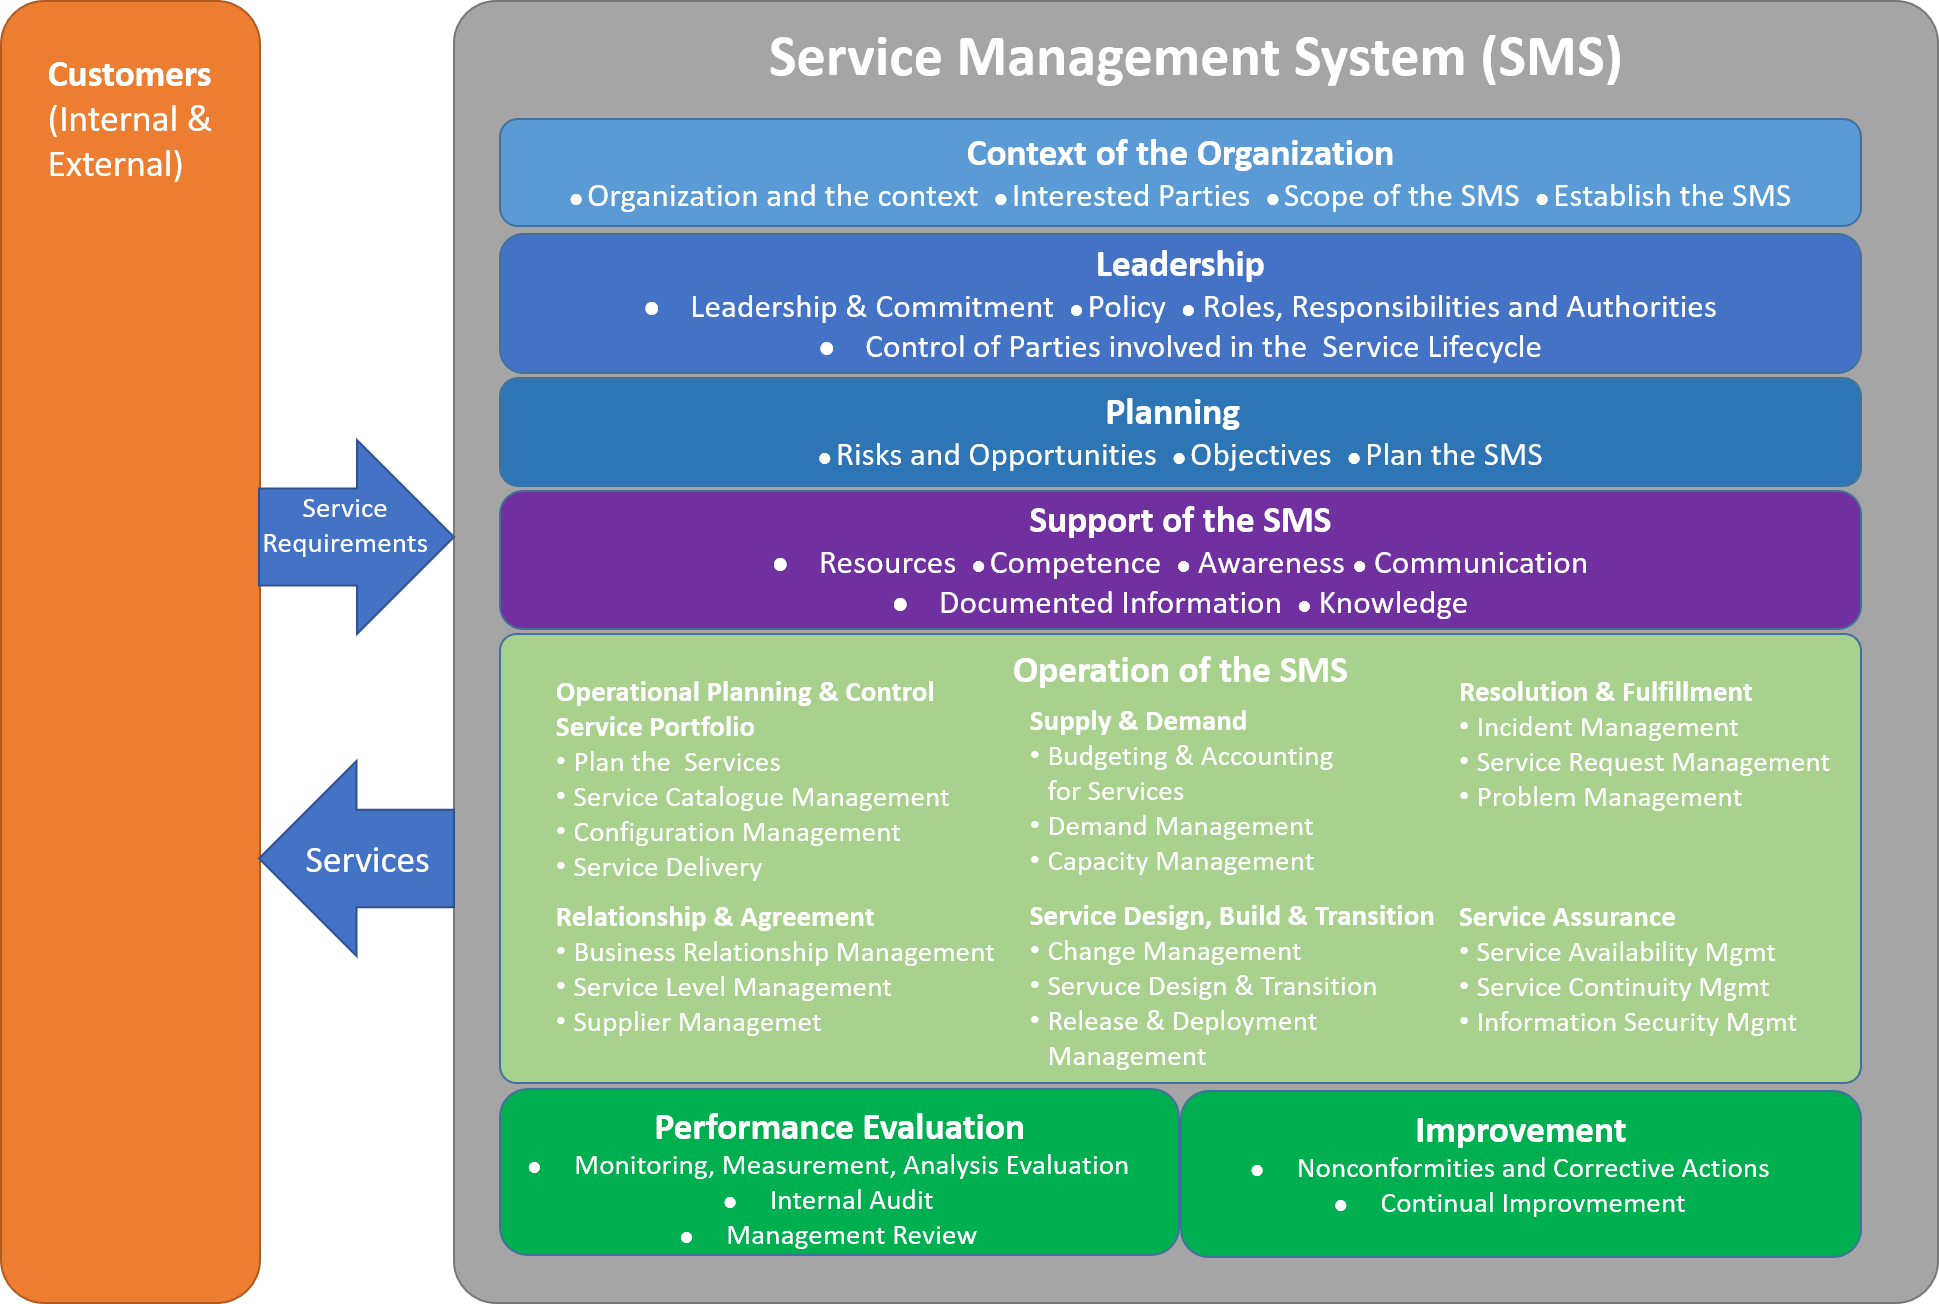 Customers
(Internal &
External)
Service
Requirements
Services
Service Management System (SMS)
Context of the Organization
● Organization and the context ● Interested Parties ● Scope of the SMS ● Establish the SMS
Leadership
● Leadership & Commitment ● Policy ● Roles, Responsibilities and Authorities
● Control of Parties involved in the Service Lifecycle
Planning
● Risks and Opportunities ● Objectives ● Plan the SMS
Support of the SMS
● Resources ● Competence ● Awareness ● Communication
● Documented Information ● Knowledge
Operation of the SMS
Operational Planning & Control
Service Portfolio
• Plan the Services
• Service Catalogue Management
• Configuration Management
• Service Delivery
Supply & Demand
• Budgeting & Accounting
for Services
• Demand Management
• Capacity Management
Resolution & Fulfillment
• Incident Management
• Service Request Management
• Problem Management
Relationship & Agreement
• Business Relationship Management
• Service Level Management
• Supplier Managemet
Service Design, Build & Transition
• Change Management
• Servuce Design & Transition
• Release & Deployment
Management
Service Assurance
• Service Availability Mgmt
• Service Continuity Mgmt
• Information Security Mgmt
Performance Evaluation
● Monitoring, Measurement, Analysis Evaluation
● Internal Audit
● Management Review
Improvement
● Nonconformities and Corrective Actions
● Continual Improvmement